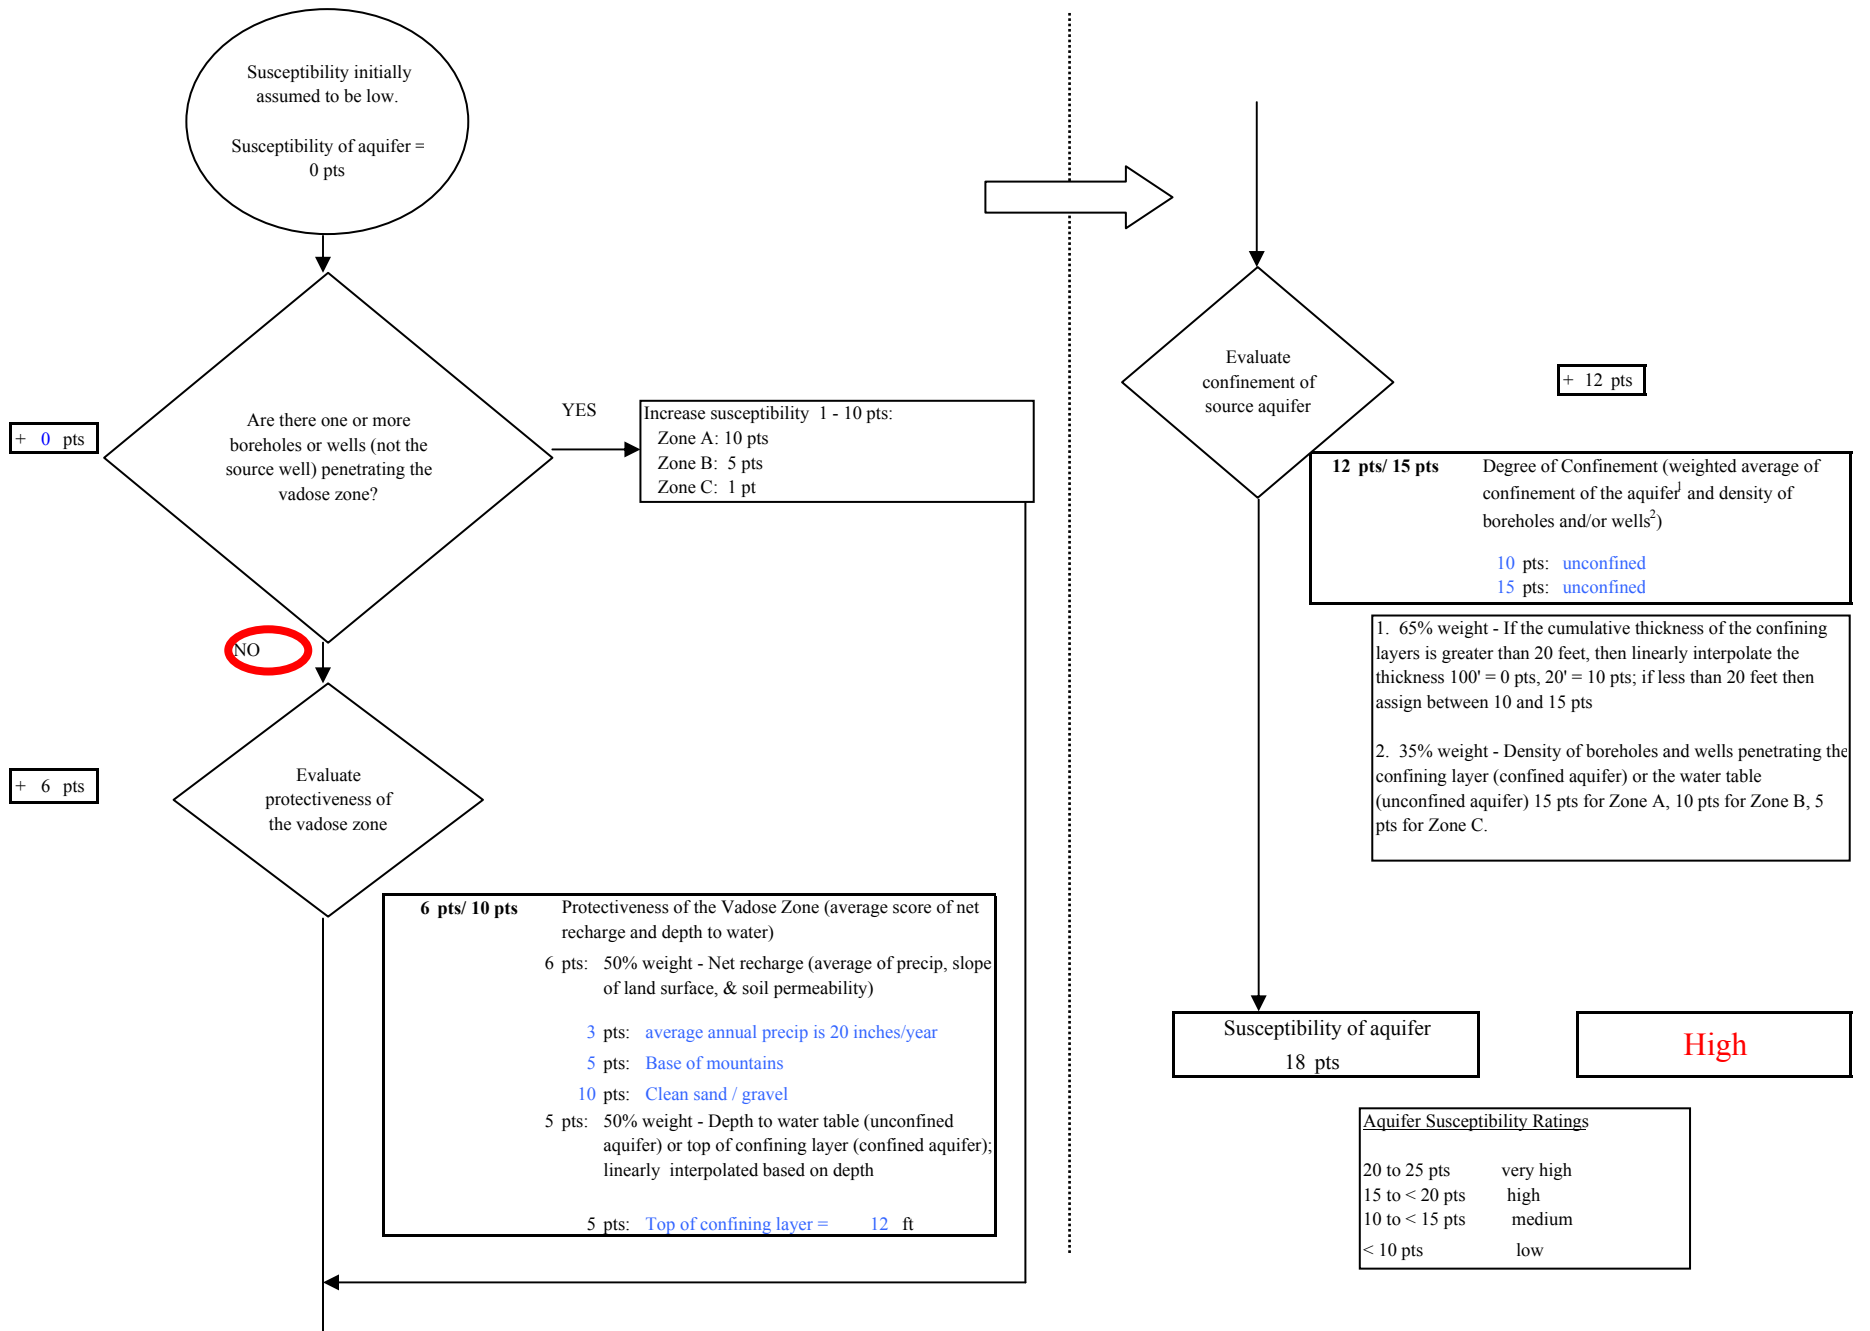 Susceptibility initially
assumed to be low.
Susceptibility of aquifer =
0 pts
+ 0 pts
Are there one or more
boreholes or wells (not the
source well) penetrating the
vadose zone?
YES
Increase susceptibility 1 - 10 pts:
Zone A: 10 pts
Zone B: 5 pts
Zone C: 1 pt
NO
+ 6 pts
Evaluate
protectiveness of
the vadose zone
6 pts/ 10 pts Protectiveness of the Vadose Zone (average score of net
recharge and depth to water)
6 pts: 50% weight - Net recharge (average of precip, slope
of land surface, & soil permeability)
3 pts: average annual precip is 20 inches/year
5 pts: Base of mountains
10 pts: Clean sand / gravel
5 pts: 50% weight - Depth to water table (unconfined
aquifer) or top of confining layer (confined aquifer);
linearly interpolated based on depth
5 pts: Top of confining layer = 12 ft
Evaluate
confinement of
source aquifer
+ 12 pts
12 pts/ 15 pts Degree of Confinement (weighted average of
confinement of the aquifer1 and density of
boreholes and/or wells2)
10 pts: unconfined
15 pts: unconfined
1. 65% weight - If the cumulative thickness of the confining
layers is greater than 20 feet, then linearly interpolate the
thickness 100' = 0 pts, 20' = 10 pts; if less than 20 feet then
assign between 10 and 15 pts
2. 35% weight - Density of boreholes and wells penetrating the
confining layer (confined aquifer) or the water table
(unconfined aquifer) 15 pts for Zone A, 10 pts for Zone B, 5
pts for Zone C.
Susceptibility of aquifer
18 pts
High
Aquifer Susceptibility Ratings
20 to 25 pts very high
15 to < 20 pts high
10 to < 15 pts medium
< 10 pts low